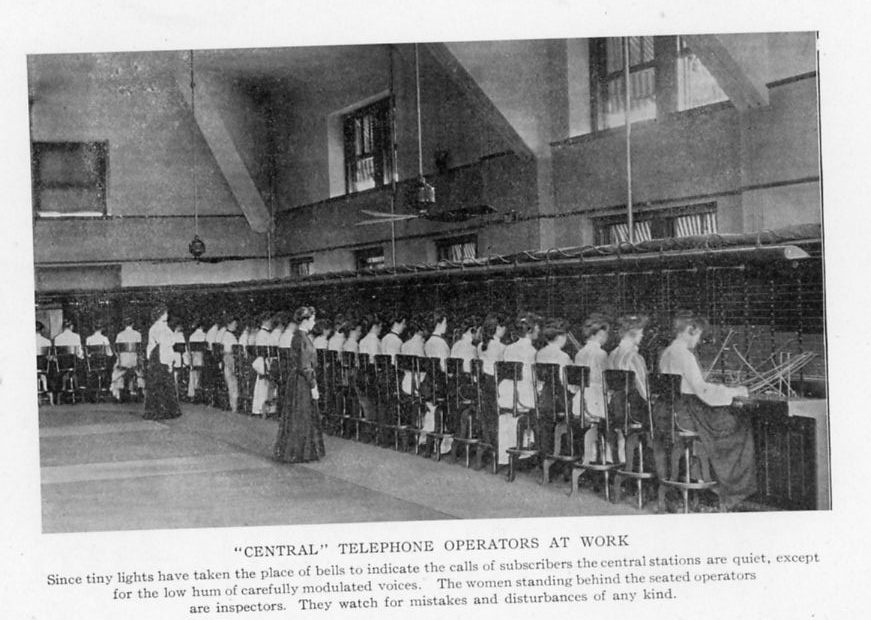 "CENTRAL" TELEPHONE OPERATORS AT WORK
Since tiny lights have taken the place of bells to indicate the calls of subscribers the central stations are quiet, except
for the low hum of carefully modulated voices. The women standing behind the seated operators
are inspectors. They watch for mistakes and disturbances of any kind.